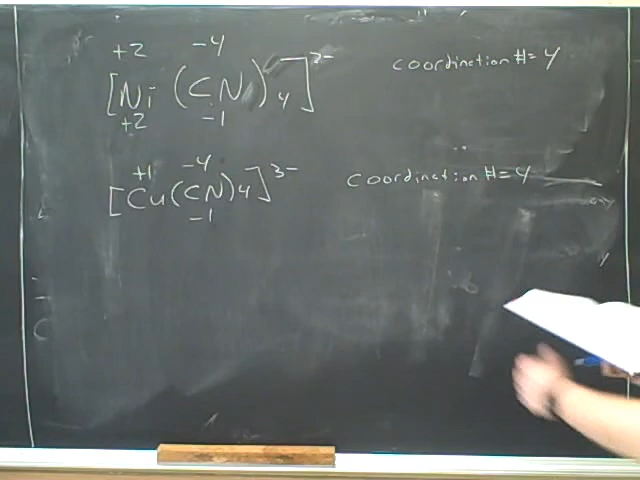 +2 -4
[Ni (CN)4]2- coordination #= 4
+2 -1
+1 -4
[Cu(CN)4]3- coordination #=4
-1